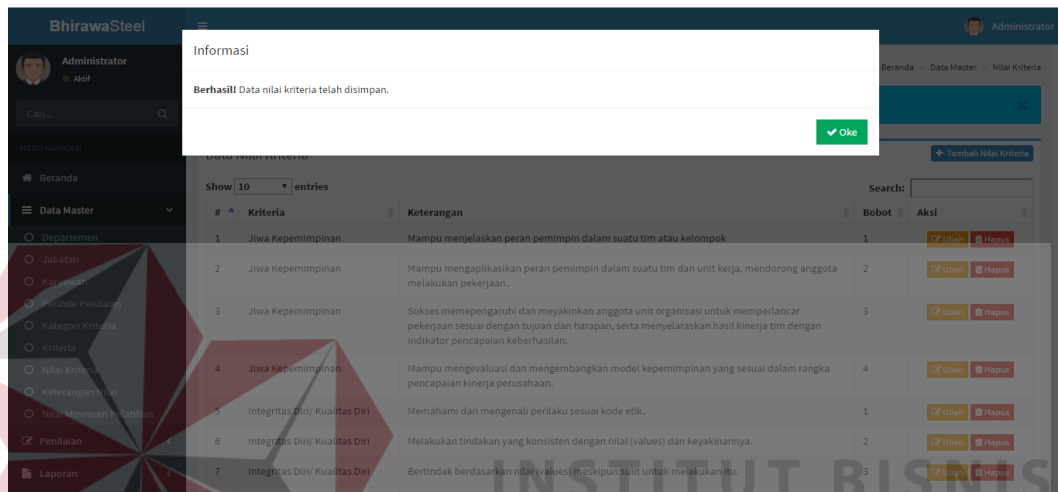 BhirawaSteel
Administrator
Administrator
Aktif
Cari...
MENU NAVIGASI
Beranda
Data Master
Departemen
Jabatan
Karyawan
Periode Penilaian
Kategori Kriteria
Kriteria
Nilai Kriteria
Keterangan Nilai
Nilai Minimum Pelatihan
Penilaian
Laporan
Informasi
Berhasil! Data nilai kriteria telah disimpan.
Oke
Beranda Data Master Nilai Kriteria
Data Nilai Kriteria
Tambah Nilai Kriteria
Show 10 entries
Search:
# Kriteria Keterangan Bobot Aksi
1 Jiwa Kepemimpinan Mampu menjelaskan peran pemimpin dalam suatu tim atau kelompok 1 Ubah Hapus
2 Jiwa Kepemimpinan Mampu mengaplikasikan peran pemimpin dalam suatu tim dan unit kerja, mendorong anggota 2 Ubah Hapus
melakukan pekerjaan.
3 Jiwa Kepemimpinan Sukses memepengaruhi dan meyakinkan anggota unit organisasi untuk memperlancar 3 Ubah Hapus
pekerjaan sesuai dengan tujuan dan harapan, serta menyelaraskan hasil kinerja tim dengan
indikator pencapaian keberhasilan.
4 Jiwa Kepemimpinan Mampu mengevaluasi dan mengembangkan model kepemimpinan yang sesuai dalam rangka 4 Ubah Hapus
pencapaian kinerja perusahaan.
5 Integritas Diri/ Kualitas Diri Memahami dan mengenali perilaku sesuai kode etik. 1 Ubah Hapus
6 Integritas Diri/ Kualitas Diri Melakukan tindakan yang konsisten dengan nilai (values) dan keyakinannya. 2 Ubah Hapus
7 Integritas Diri/ Kualitas Diri Bertindak berdasarkan nilai (values) meskipun sulit untuk melakukan itu. 3 Ubah Hapus
INSTITUT BISNIS